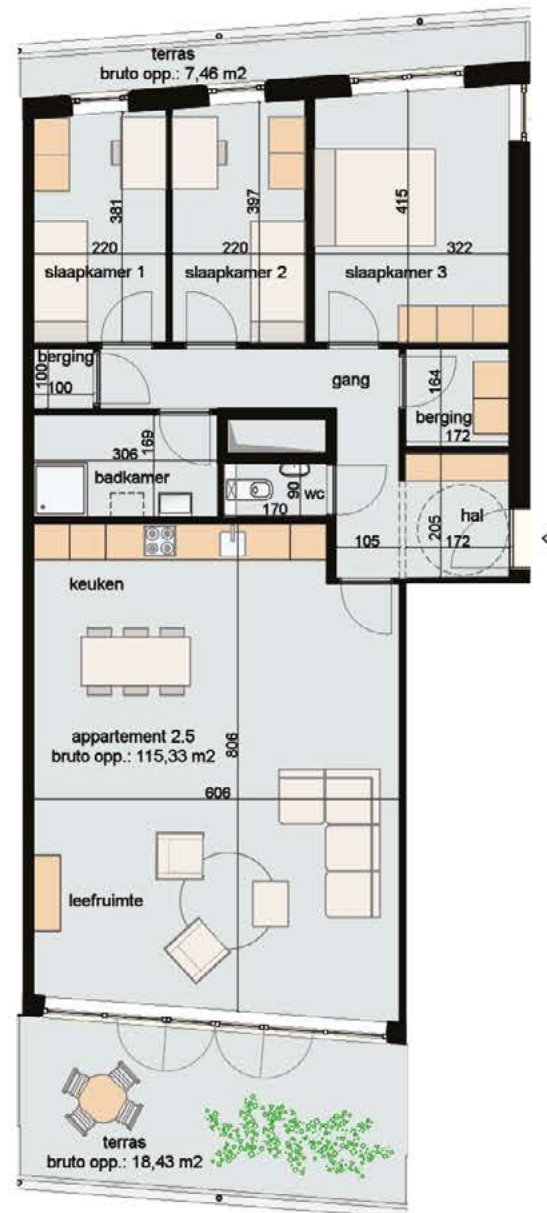 terras
bruto opp.: 7,46 m2
381
397
415
220
220
322
slaapkamer 1
slaapkamer 2
slaapkamer 3
berging
100
100
gang
164
berging
172
306
169
badkamer
170
90
wc
hal
105
205
172
keuken
appartement 2.5
bruto opp.: 115,33 m2
806
606
leefruimte
terras
bruto opp.: 18,43 m2